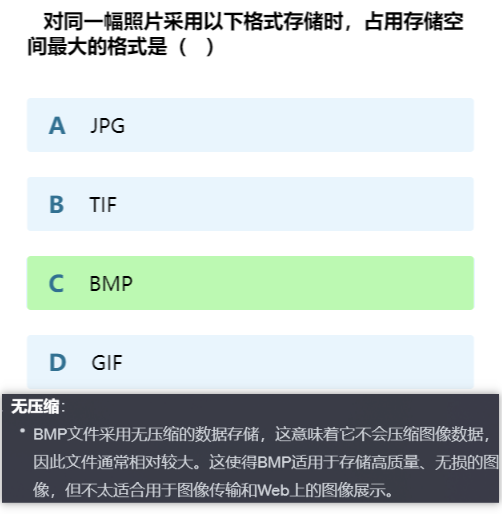 对同一幅照片采用以下格式存储时，占用存储空
间最大的格式是（ ）
A JPG
B TIF
C BMP
D GIF
无压缩：
• BMP文件采用无压缩的数据存储，这意味着它不会压缩图像数据，
因此文件通常相对较大。这使得BMP适用于存储高质量、无损的图
像，但不太适合用于图像传输和Web上的图像展示。